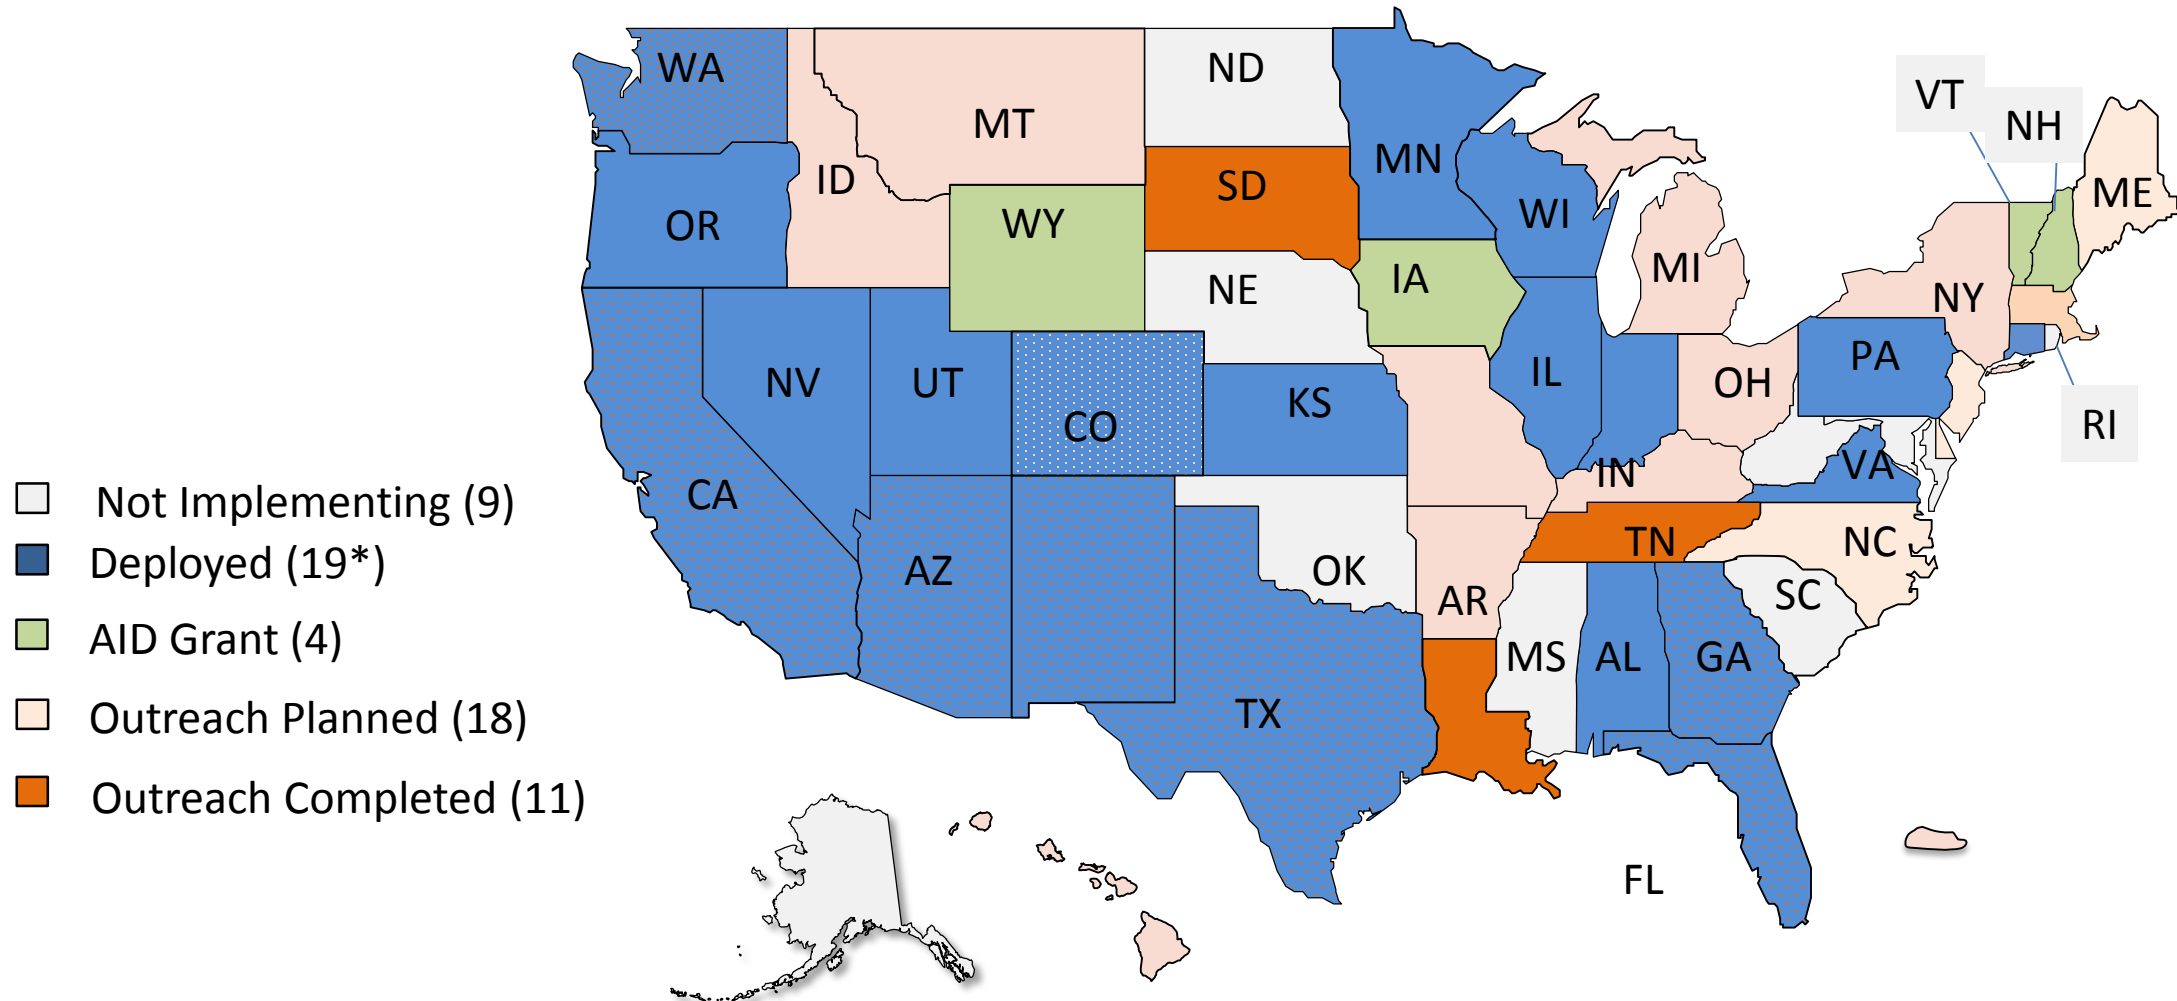 WA
ND
VT
NH
MT
MN
ID
SD
ME
OR
WY
WI
IA
MI
NE
NY
NV
UT
CO
KS
IL
OH
PA
RI
IN
VA
CA
AZ
OK
TN
NC
AR
SC
MS
AL
GA
TX
FL
Not Implementing (9)
Deployed (19*)
AID Grant (4)
Outreach Planned (18)
Outreach Completed (11)